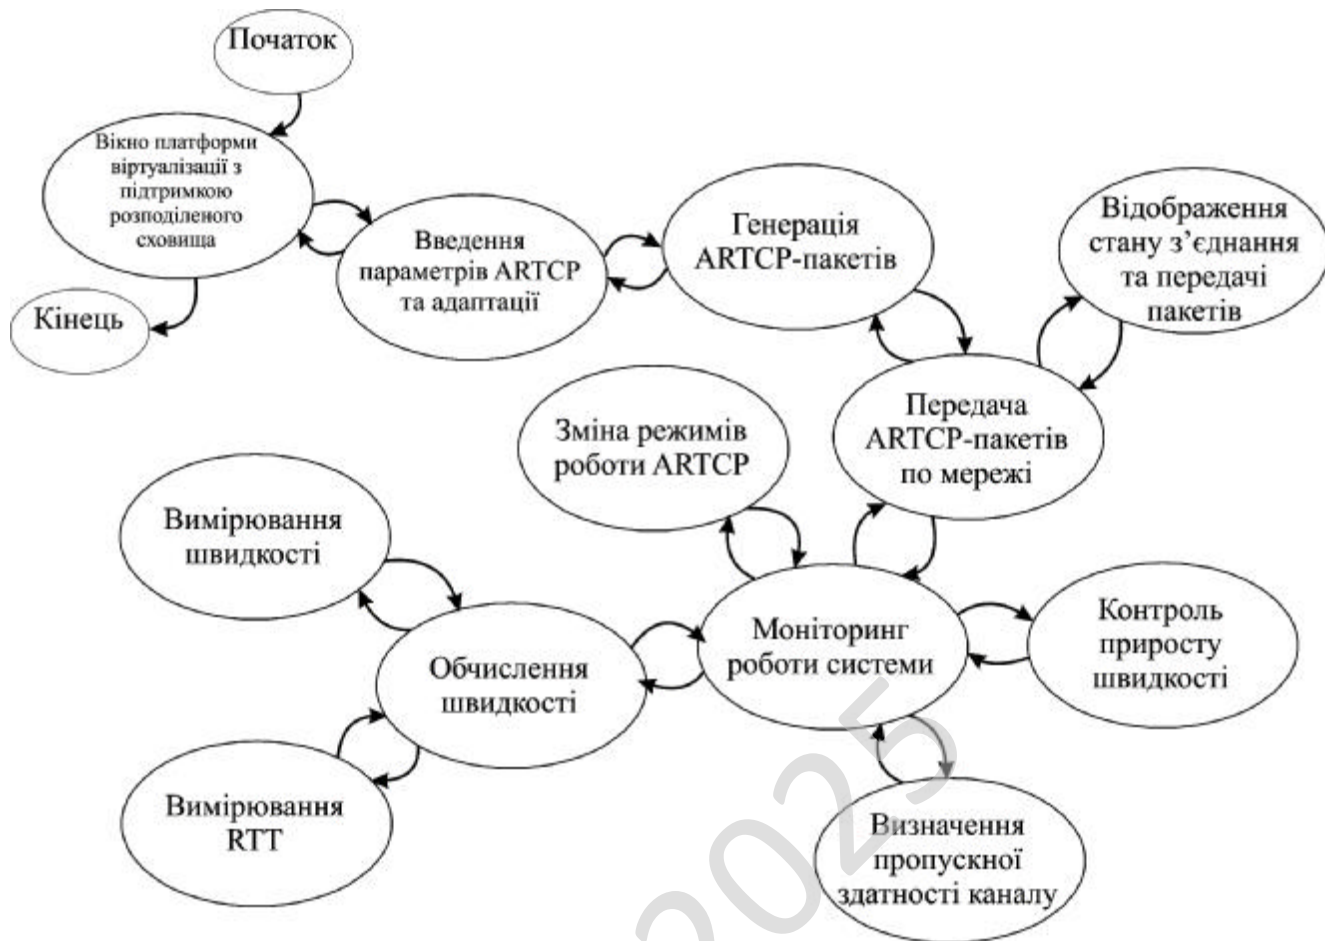 Початок
Вікно платформи
віртуалізації з
підтримкою
розподіленого
сховища
Кінець
Введення
параметрів ARTCP
та адаптації
Генерація
ARTCP-пакетів
Відображення
стану з’єднання
та передачі
пакетів
Передача
ARTCP-пакетів
по мережі
Зміна режимів
роботи ARTCP
Вимірювання
швидкості
Обчислення
швидкості
Моніторинг
роботи системи
Контроль
приросту
швидкості
Вимірювання
RTT
Визначення
пропускної
здатності каналу
2025